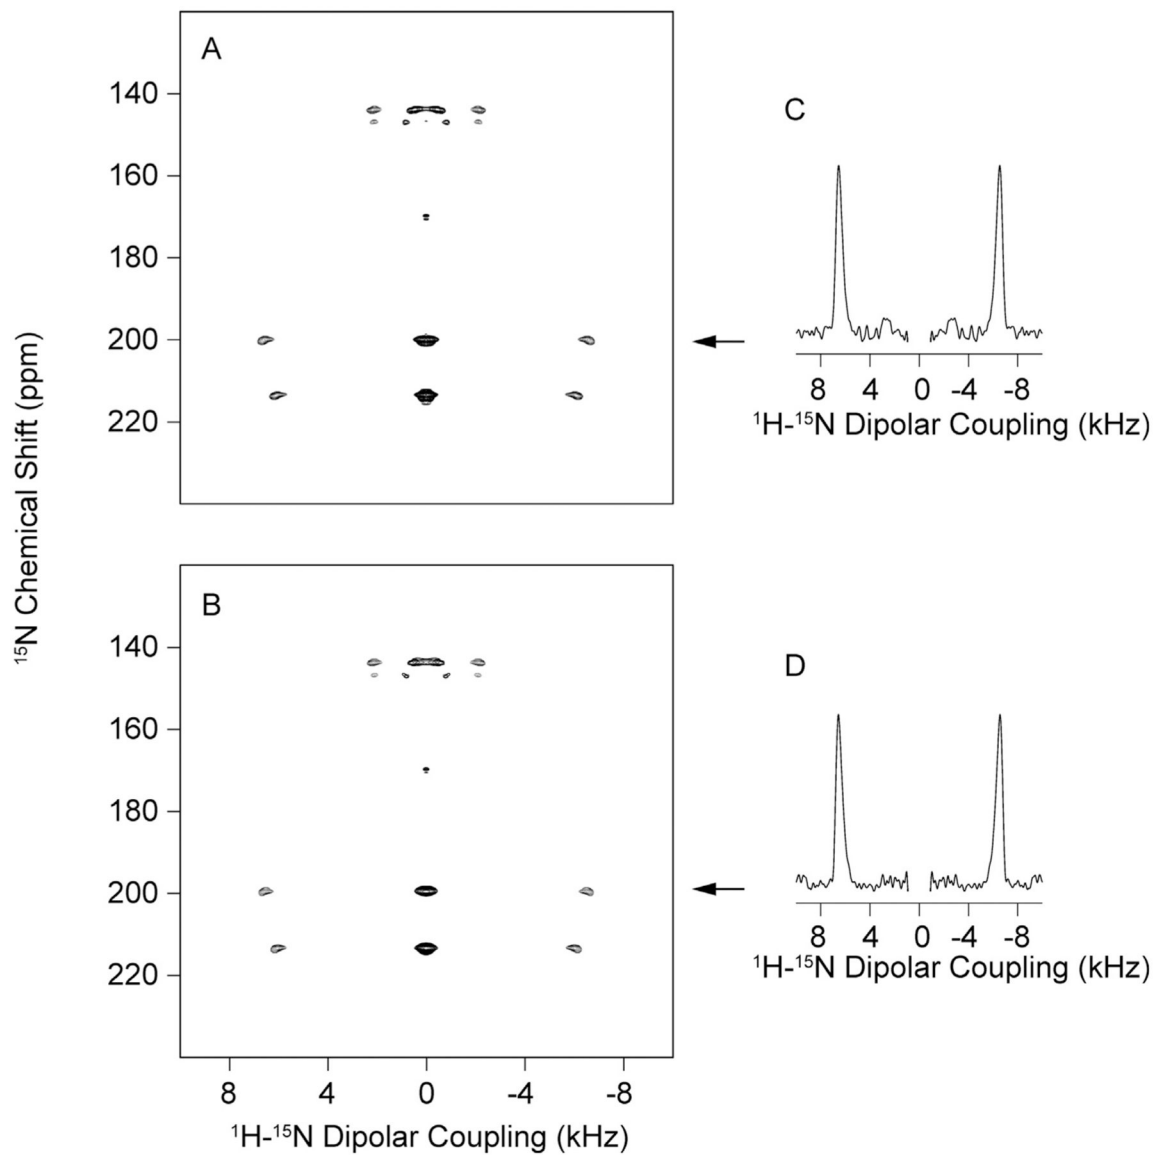 A
140
160
180
200
220
C
8 4 0 -4 -8
¹H-¹⁵N Dipolar Coupling (kHz)
¹⁵N Chemical Shift (ppm)
B
140
160
180
200
220
8 4 0 -4 -8
¹H-¹⁵N Dipolar Coupling (kHz)
D
8 4 0 -4 -8
¹H-¹⁵N Dipolar Coupling (kHz)